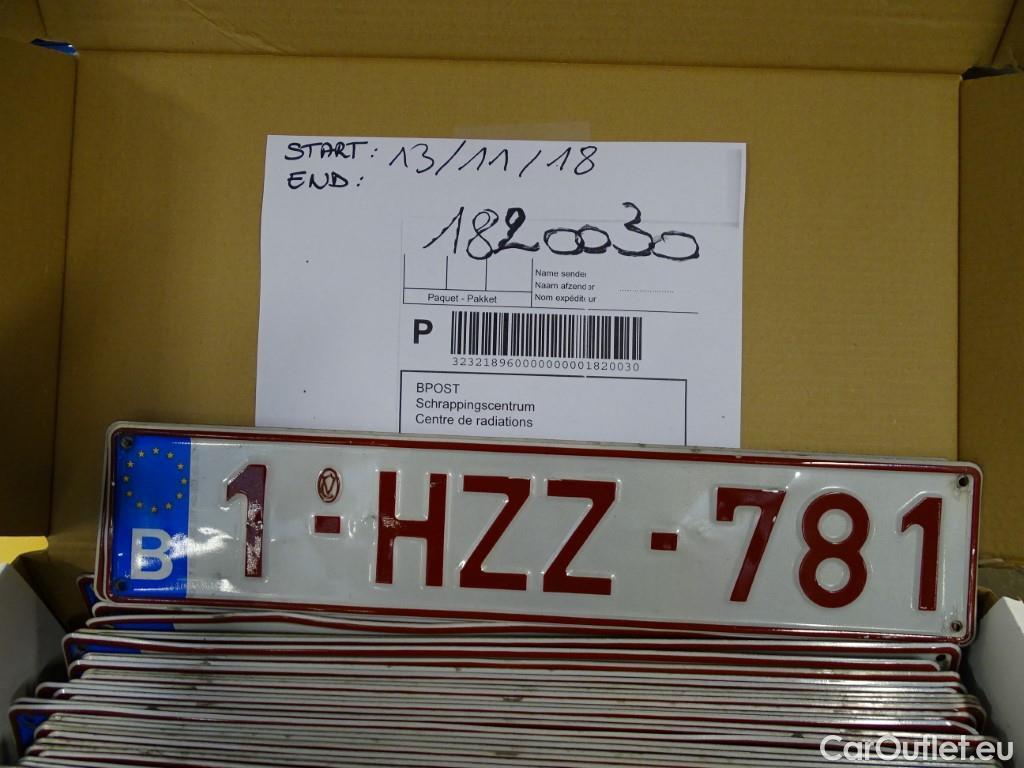 START: 13/11/18
END:
1820030
Name sender
Naam afzender ....................
Nom expéditeur
Paquet - Pakket
P
3232189600000000001820030
BPOST
Schrappingscentrum
Centre de radiations
B 1-HZZ-781
CarOutlet.eu